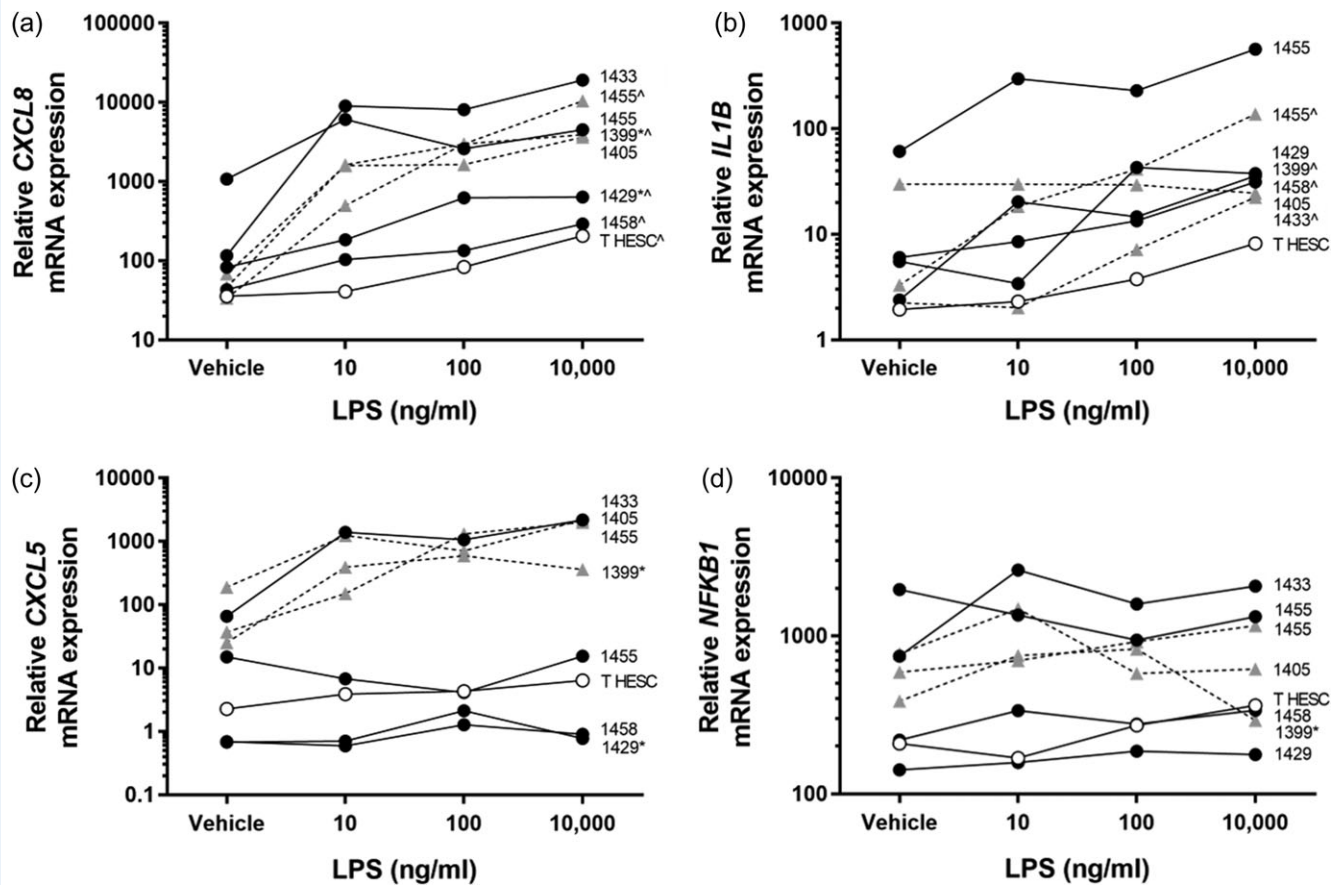 (a)
Relative CXCL8
mRNA expression
100000
10000
1000
100
10
Vehicle
10
100
10,000
LPS (ng/ml)
1433
1455^
1455
1399*^
1405
1429*^
1458^
T HESC^
(b)
Relative IL1B
mRNA expression
1000
100
10
1
Vehicle
10
100
10,000
LPS (ng/ml)
1455
1455^
1429
1399^
1458^
1405
1433^
T HESC
(c)
Relative CXCL5
mRNA expression
10000
1000
100
10
1
0.1
Vehicle
10
100
10,000
LPS (ng/ml)
1433
1405
1455
1399*
1455
T HESC
1458
1429*
(d)
Relative NFKB1
mRNA expression
10000
1000
100
Vehicle
10
100
10,000
LPS (ng/ml)
1433
1455
1455
1405
T HESC
1458
1399*
1429